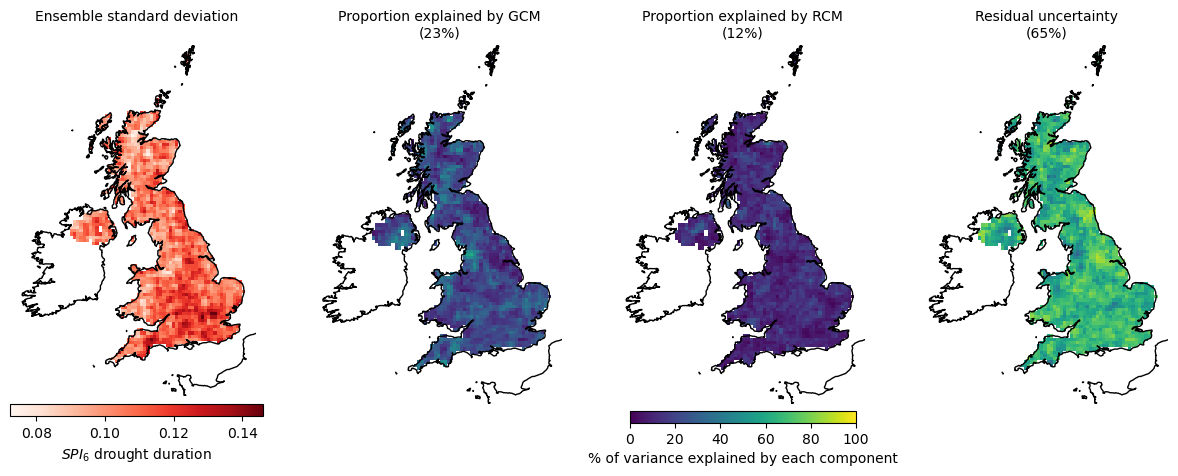 Ensemble standard deviation
Proportion explained by GCM
(23%)
Proportion explained by RCM
(12%)
Residual uncertainty
(65%)
0.08 0.10 0.12 0.14
SPI₆ drought duration
0 20 40 60 80 100
% of variance explained by each component